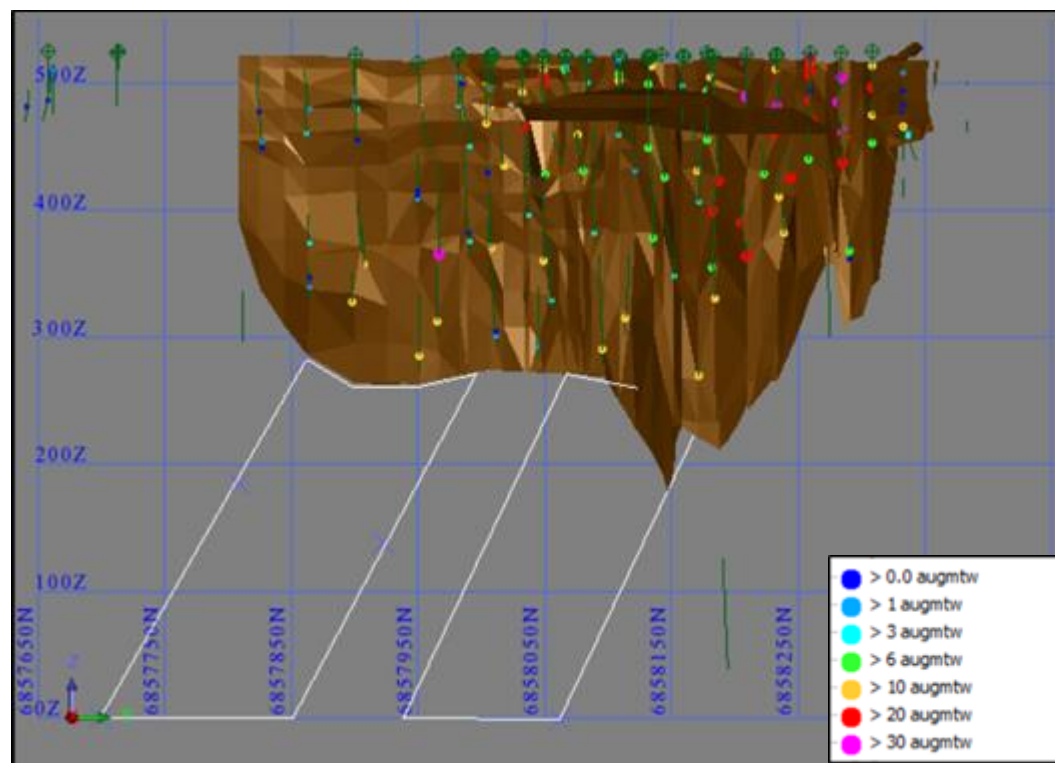 500Z
400Z
300Z
200Z
100Z
60Z
6857650N
6857750N
6857850N
6857950N
6858050N
6858150N
6858250N
Z
> 0.0 augmtw
> 1 augmtw
> 3 augmtw
> 6 augmtw
> 10 augmtw
> 20 augmtw
> 30 augmtw